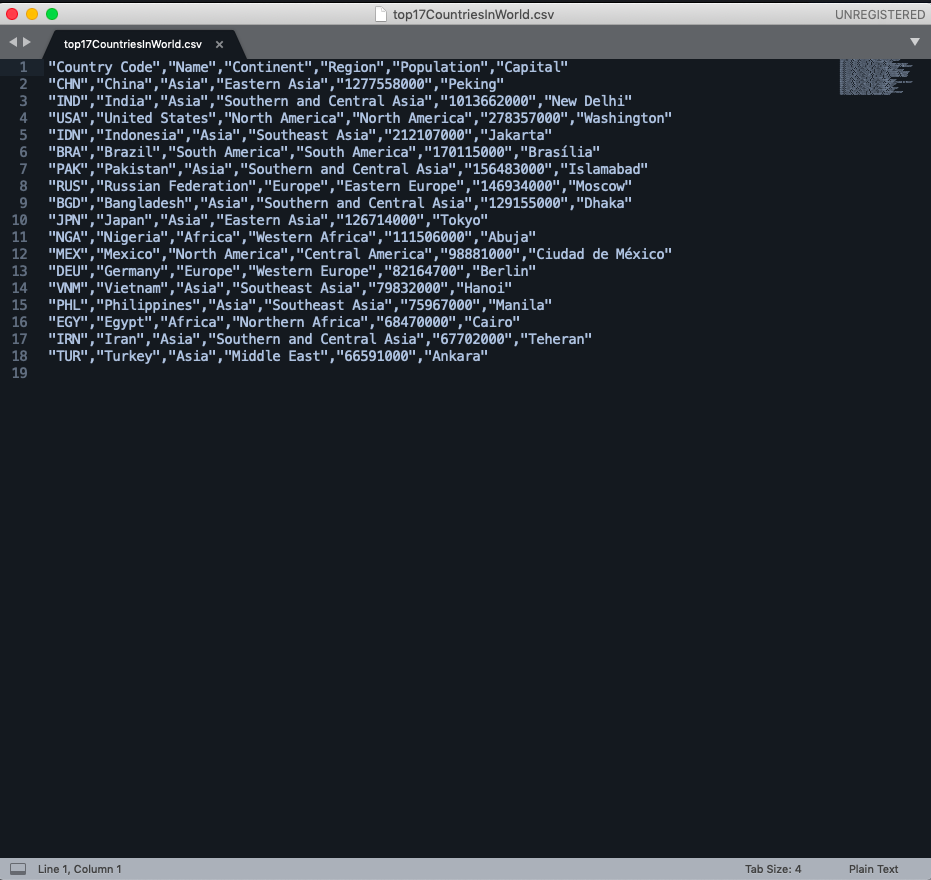 top17CountriesInWorld.csv
UNREGISTERED
top17CountriesInWorld.csv ×
1 "Country Code","Name","Continent","Region","Population","Capital"
2 "CHN","China","Asia","Eastern Asia","1277558000","Peking"
3 "IND","India","Asia","Southern and Central Asia","1013662000","New Delhi"
4 "USA","United States","North America","North America","278357000","Washington"
5 "IDN","Indonesia","Asia","Southeast Asia","212107000","Jakarta"
6 "BRA","Brazil","South America","South America","170115000","Brasília"
7 "PAK","Pakistan","Asia","Southern and Central Asia","156483000","Islamabad"
8 "RUS","Russian Federation","Europe","Eastern Europe","146934000","Moscow"
9 "BGD","Bangladesh","Asia","Southern and Central Asia","129155000","Dhaka"
10 "JPN","Japan","Asia","Eastern Asia","126714000","Tokyo"
11 "NGA","Nigeria","Africa","Western Africa","111506000","Abuja"
12 "MEX","Mexico","North America","Central America","98881000","Ciudad de México"
13 "DEU","Germany","Europe","Western Europe","82164700","Berlin"
14 "VNM","Vietnam","Asia","Southeast Asia","79832000","Hanoi"
15 "PHL","Philippines","Asia","Southeast Asia","75967000","Manila"
16 "EGY","Egypt","Africa","Northern Africa","68470000","Cairo"
17 "IRN","Iran","Asia","Southern and Central Asia","67702000","Teheran"
18 "TUR","Turkey","Asia","Middle East","66591000","Ankara"
19
Line 1, Column 1
Tab Size: 4
Plain Text